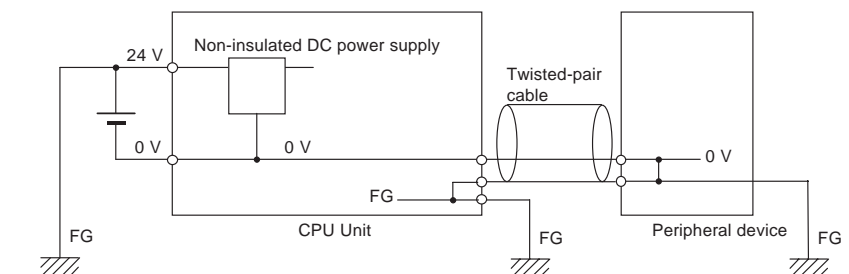 Non-insulated DC power supply
24 V
Twisted-pair
cable
0 V
0 V
0 V
FG
CPU Unit
Peripheral device
FG
FG
FG